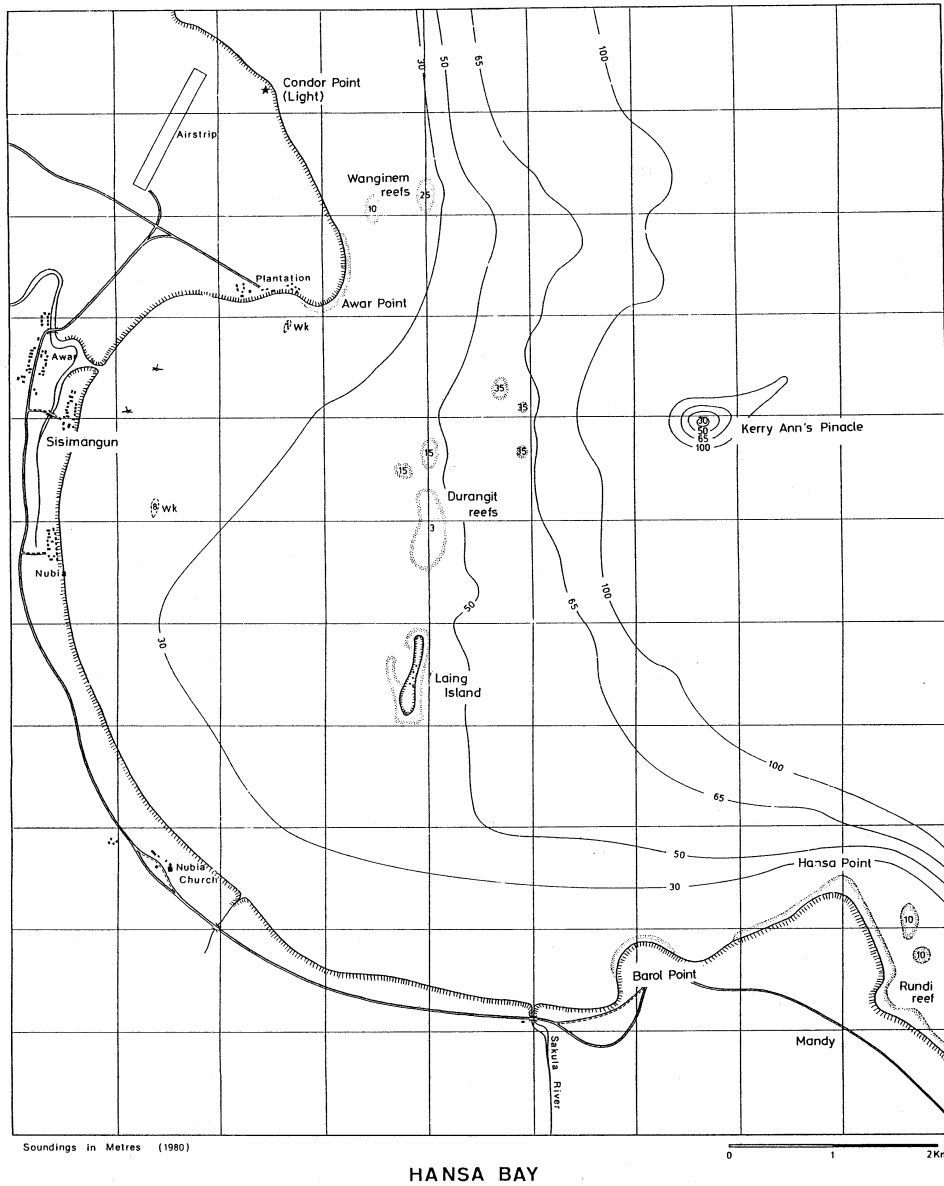 30
50
65
100
Condor Point
(Light)
Airstrip
Wanginem
reefs
25
10
Plantation
Awar Point
Wk
Awar
35
35
30
50
65
100
Kerry Ann's Pinacle
Sisimangun
15
35
15
Durangit
reefs
8
Wk
3
Nubia
100
50
65
30
Laing
Island
100
65
50
Hansa Point
30
Nubia
Church
10
10
Barol Point
Rundi
reef
Mandy
Sakula River
Soundings in Metres (1980)
0 1 2Km
HANSA BAY